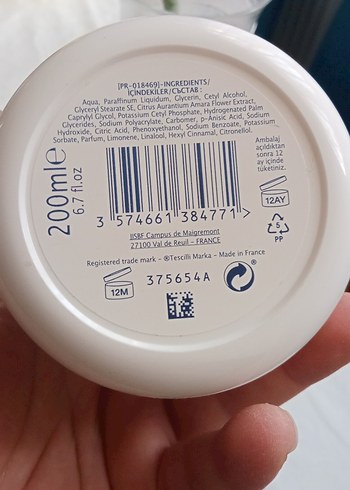 [PR-018469]-INGREDIENTS/
İÇİNDEKİLER/СЪСТАВ:
Aqua, Paraffinum Liquidum, Glycerin, Cetyl Alcohol,
Glyceryl Stearate SE, Citrus Aurantium Amara Flower Extract,
Caprylyl Glycol, Potassium Cetyl Phosphate, Hydrogenated Palm
Glycerides, Sodium Polyacrylate, Carbomer, p-Anisic Acid, Sodium
Hydroxide, Citric Acid, Phenoxyethanol, Sodium Benzoate, Potassium
Sorbate, Parfum, Limonene, Linalool, Hexyl Cinnamal, Citronellol.
200ml℮
6.7 fl.oz
Ambalaj
açıldıktan
sonra 12
ay içinde
tüketiniz.
12AY
5
PP
3 574661 384771 >
JJSBF Campus de Maigremont
27100 Val de Reuil - FRANCE
Registered trade mark - ®Tescilli Marka - Made in France
12M
375654A
®